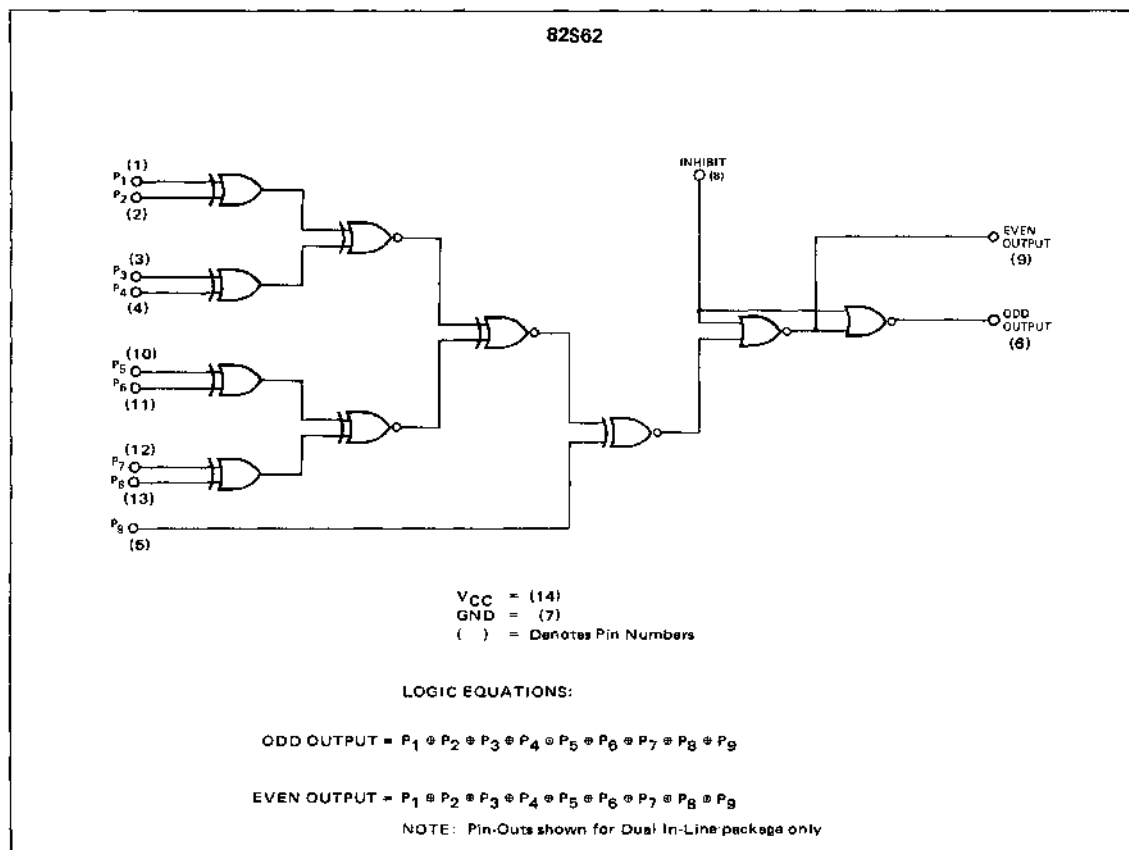 82S62
INHIBIT
(8)
(1)
P1
P2
(2)
(3)
P3
P4
(4)
EVEN
OUTPUT
(9)
ODD
OUTPUT
(6)
(10)
P5
P6
(11)
(12)
P7
P8
(13)
P9
(5)
VCC = (14)
GND = (7)
( ) = Denotes Pin Numbers
LOGIC EQUATIONS:
ODD OUTPUT = P1 ⊕ P2 ⊕ P3 ⊕ P4 ⊕ P5 ⊕ P6 ⊕ P7 ⊕ P8 ⊕ P9
EVEN OUTPUT = P1 ⊕ P2 ⊕ P3 ⊕ P4 ⊕ P5 ⊕ P6 ⊕ P7 ⊕ P8 ⊕ P9
NOTE: Pin-Outs shown for Dual In-Line package only